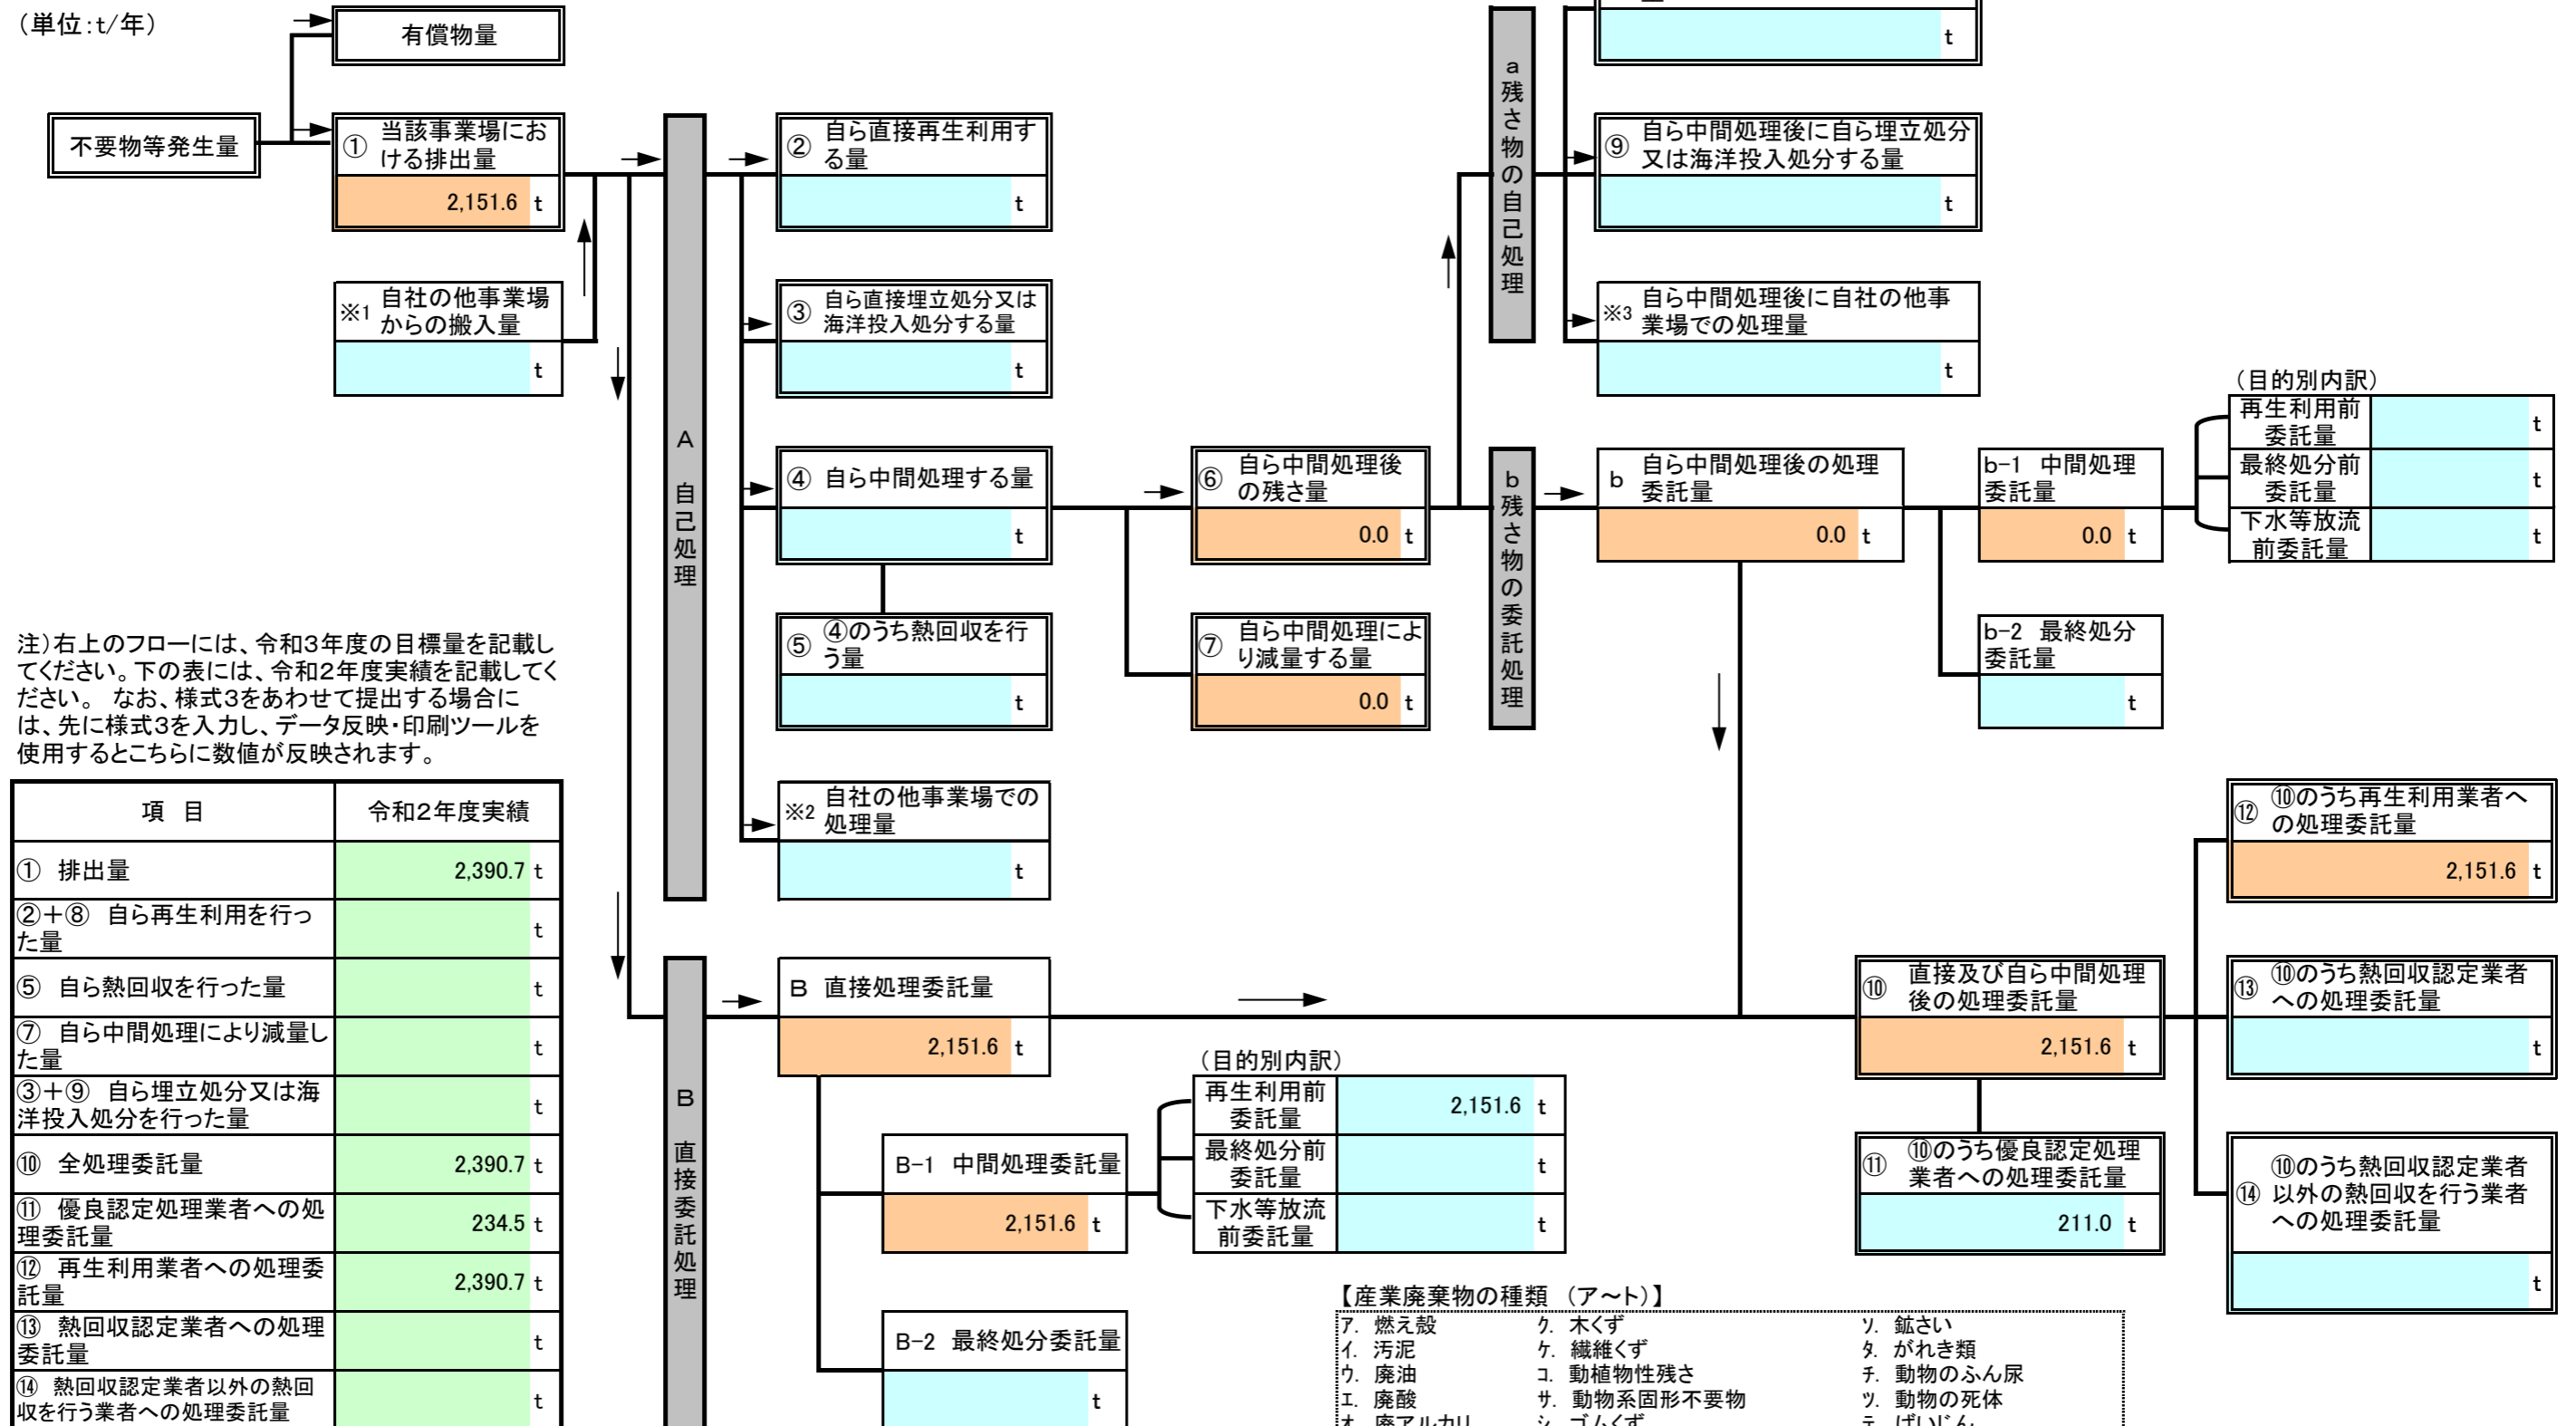 （単位：t/年）
有償物量
不要物等発生量
① 当該事業場にお
ける排出量
2,151.6 t
※1 自社の他事業場
からの搬入量
t
A 自己処理
② 自ら直接再生利用す
る量
t
③ 自ら直接埋立処分又は
海洋投入処分する量
t
④ 自ら中間処理する量
t
⑤ ④のうち熱回収を行
う量
t
※2 自社の他事業場での
処理量
t
⑥ 自ら中間処理後
の残さ量
0.0 t
⑦ 自ら中間処理によ
り減量する量
0.0 t
a 残さ物の自己処理
t
⑨ 自ら中間処理後に自ら埋立処分
又は海洋投入処分する量
t
※3 自ら中間処理後に自社の他事
業場での処理量
t
b 残さ物の委託処理
b 自ら中間処理後の処理
委託量
0.0 t
b-1 中間処理
委託量
0.0 t
（目的別内訳）
再生利用前
委託量
t
最終処分前
委託量
t
下水等放流
前委託量
t
b-2 最終処分
委託量
t
注）右上のフローには、令和3年度の目標量を記載し
てください。下の表には、令和2年度実績を記載してく
ださい。 なお、様式3をあわせて提出する場合に
は、先に様式3を入力し、データ反映・印刷ツールを
使用するとこちらに数値が反映されます。
項 目 令和2年度実績
① 排出量 2,390.7 t
②＋⑧ 自ら再生利用を行っ
た量
t
⑤ 自ら熱回収を行った量 t
⑦ 自ら中間処理により減量し
た量
t
③＋⑨ 自ら埋立処分又は海
洋投入処分を行った量
t
⑩ 全処理委託量 2,390.7 t
⑪ 優良認定処理業者への処
理委託量
234.5 t
⑫ 再生利用業者への処理委
託量
2,390.7 t
⑬ 熱回収認定業者への処理
委託量
t
⑭ 熱回収認定業者以外の熱回
収を行う業者への処理委託量
t
B 直接委託処理
B 直接処理委託量
2,151.6 t
B-1 中間処理委託量
2,151.6 t
（目的別内訳）
再生利用前
委託量
2,151.6 t
最終処分前
委託量
t
下水等放流
前委託量
t
B-2 最終処分委託量
t
⑩ 直接及び自ら中間処理
後の処理委託量
2,151.6 t
⑪ ⑩のうち優良認定処理
業者への処理委託量
211.0 t
⑫ ⑩のうち再生利用業者へ
の処理委託量
2,151.6 t
⑬ ⑩のうち熱回収認定業者
への処理委託量
t
⑭ ⑩のうち熱回収認定業者
以外の熱回収を行う業者
への処理委託量
t
【産業廃棄物の種類 （ア～ト）】
ｱ. 燃え殻 ｸ. 木くず ｿ. 鉱さい
ｲ. 汚泥 ｹ. 繊維くず ﾀ. がれき類
ｳ. 廃油 ｺ. 動植物性残さ ﾁ. 動物のふん尿
ｴ. 廃酸 ｻ. 動物系固形不要物 ﾂ. 動物の死体
ｵ. 廃アルカリ ｼ. ゴムくず ﾃ. ばいじん